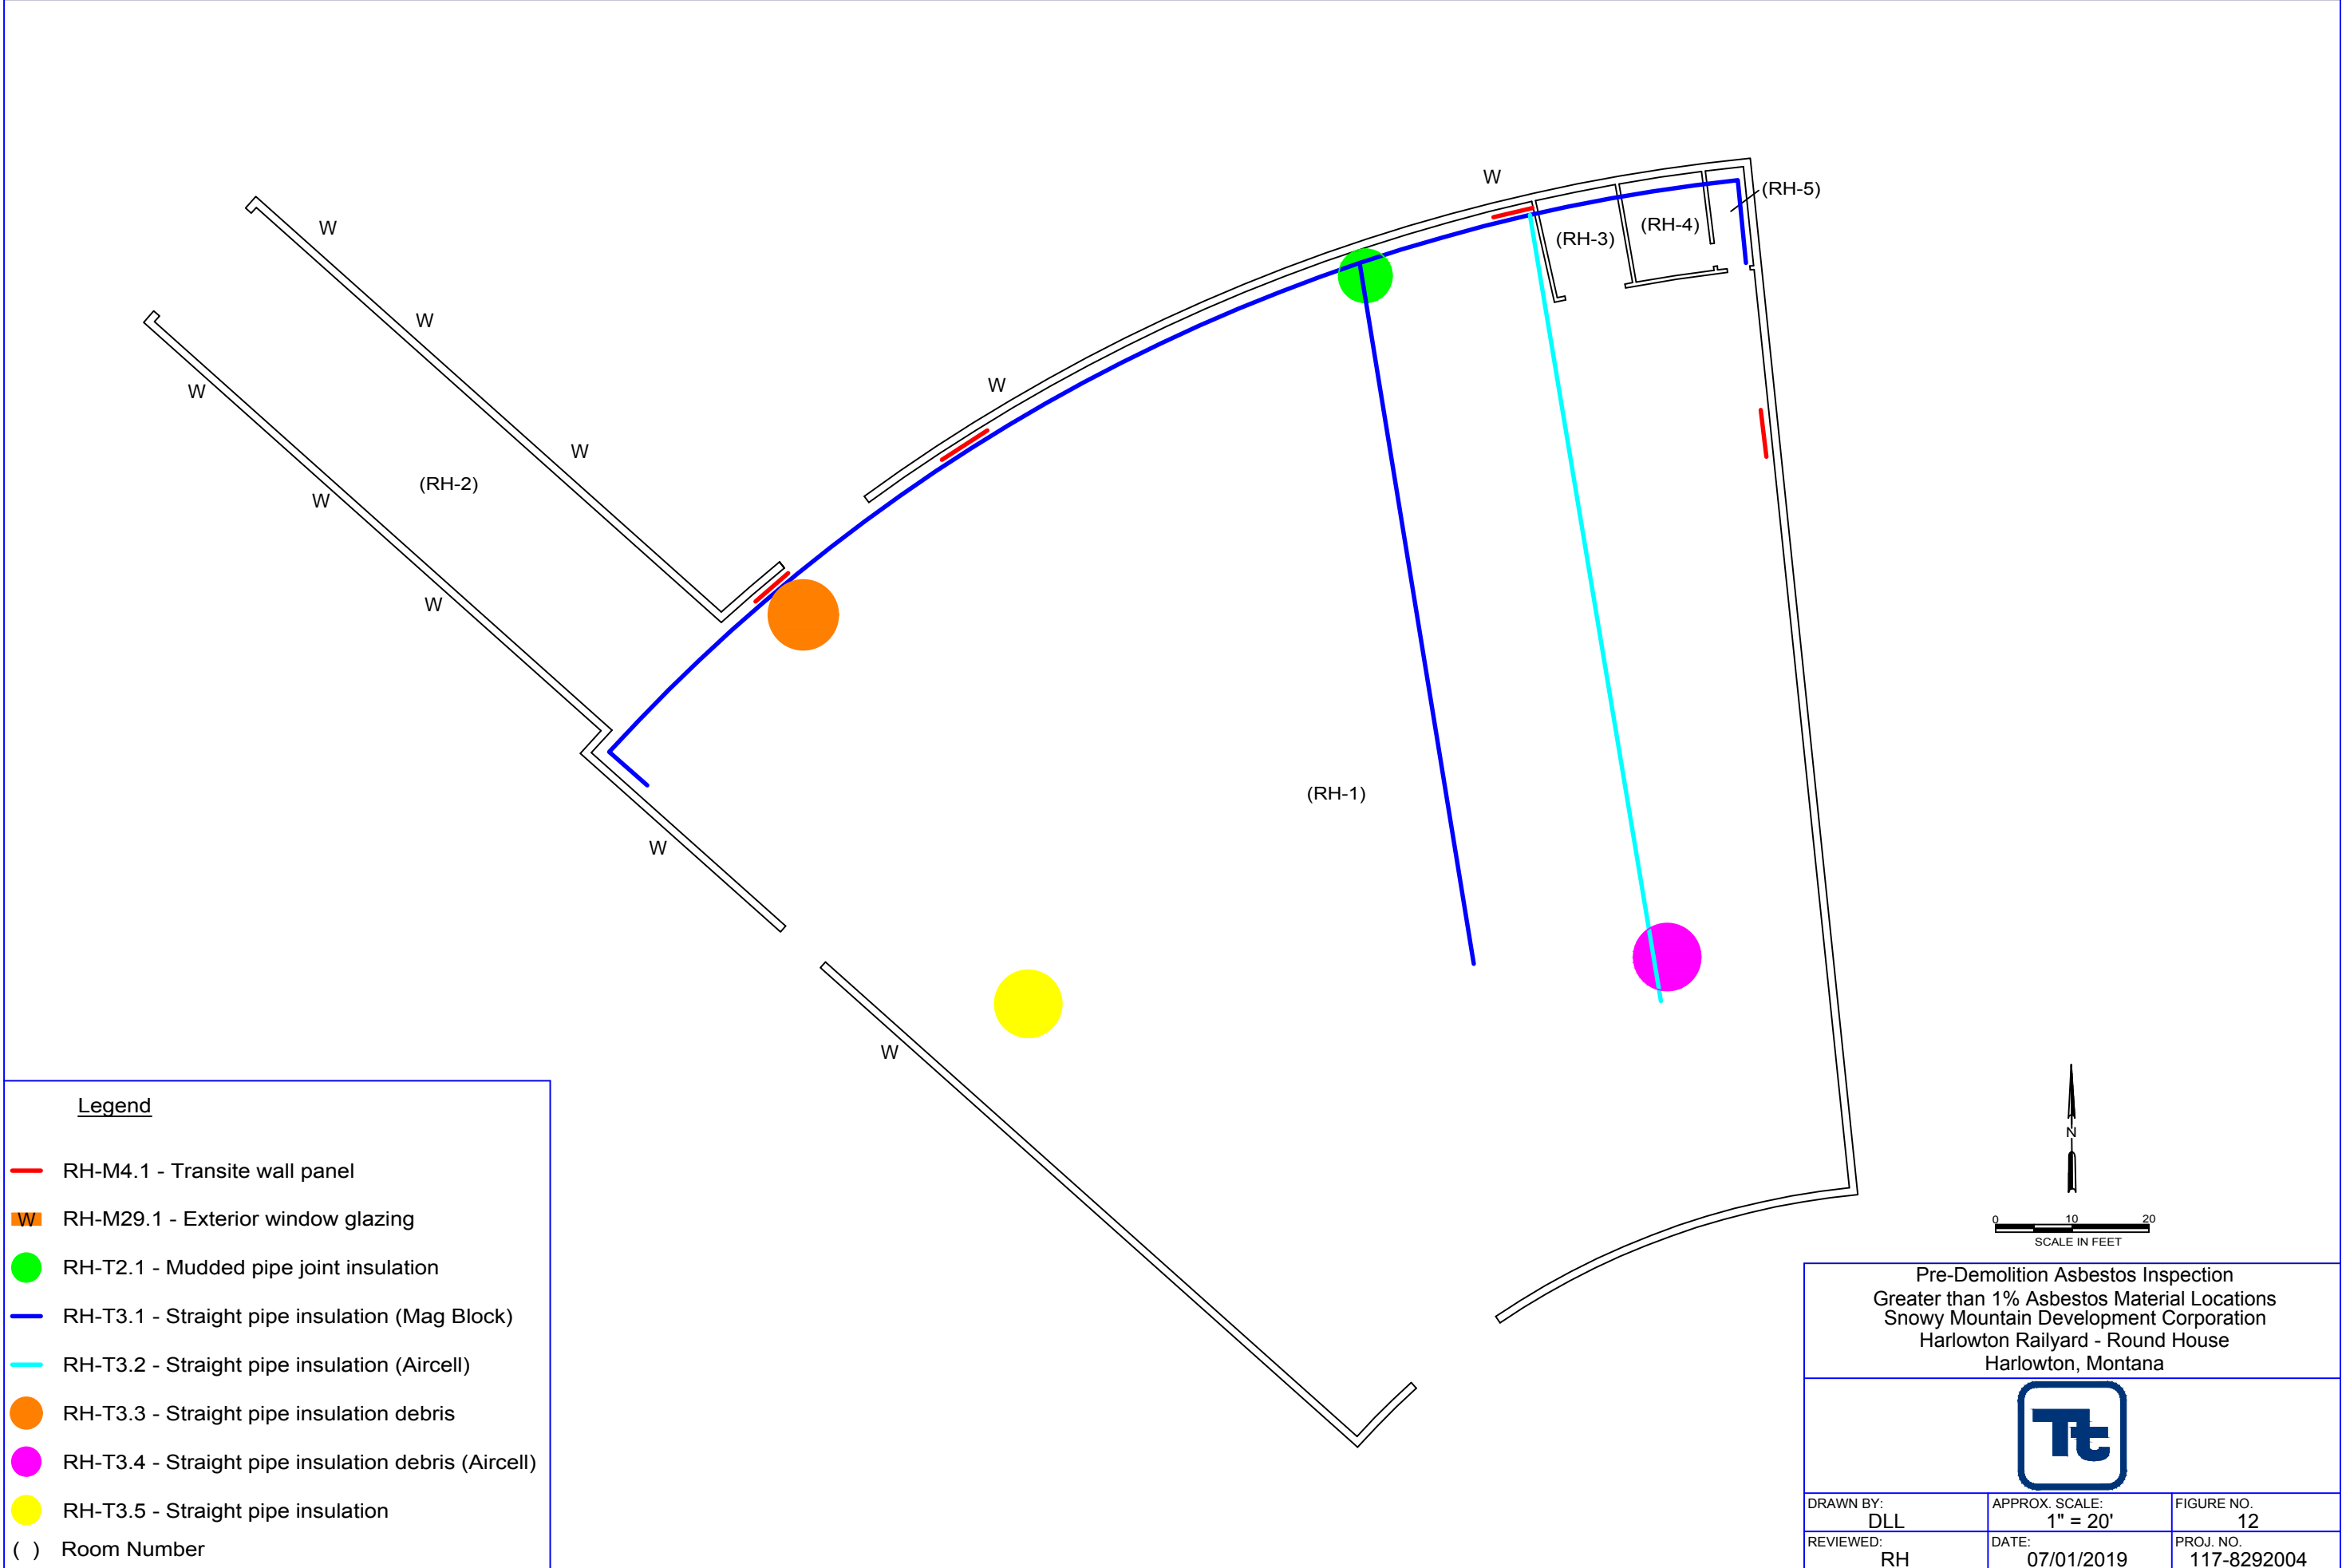 W
(RH-5)
W
(RH-4)
(RH-3)
W
W
W
W
(RH-2)
W
W
(RH-1)
W
W
Legend
RH-M4.1 - Transite wall panel
W RH-M29.1 - Exterior window glazing
RH-T2.1 - Mudded pipe joint insulation
RH-T3.1 - Straight pipe insulation (Mag Block)
RH-T3.2 - Straight pipe insulation (Aircell)
RH-T3.3 - Straight pipe insulation debris
RH-T3.4 - Straight pipe insulation debris (Aircell)
RH-T3.5 - Straight pipe insulation
( ) Room Number
N
0 10 20
SCALE IN FEET
Pre-Demolition Asbestos Inspection
Greater than 1% Asbestos Material Locations
Snowy Mountain Development Corporation
Harlowton Railyard - Round House
Harlowton, Montana
Tt
DRAWN BY:
DLL
APPROX. SCALE:
1" = 20'
FIGURE NO.
12
REVIEWED:
RH
DATE:
07/01/2019
PROJ. NO.
117-8292004